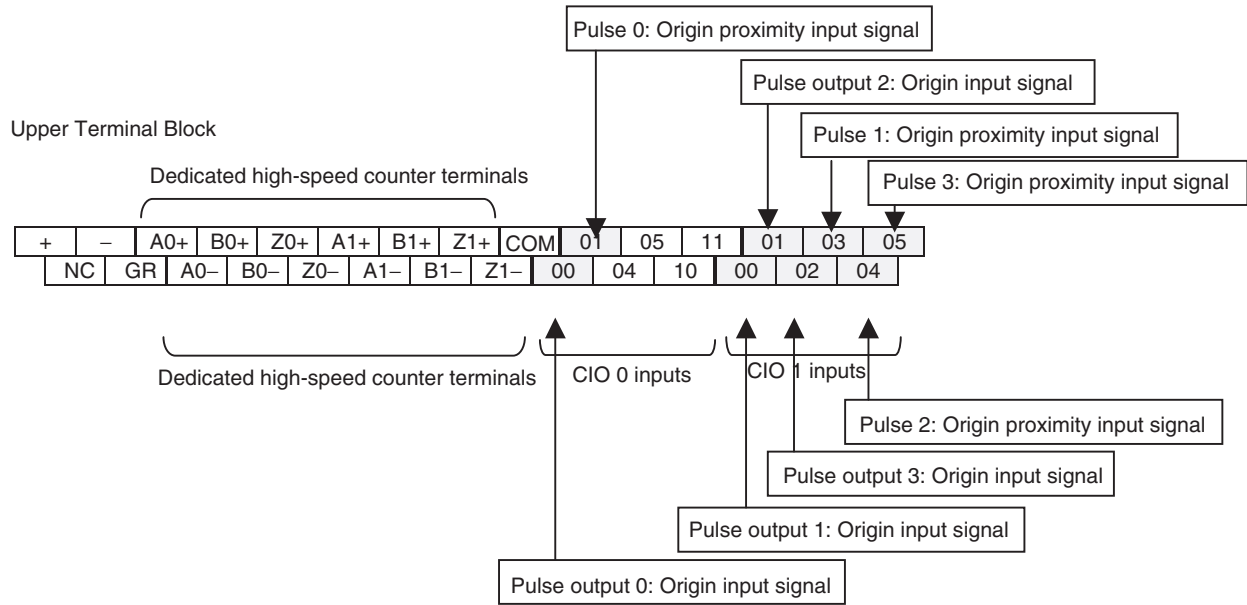 Pulse 0: Origin proximity input signal
Pulse output 2: Origin input signal
Upper Terminal Block
Pulse 1: Origin proximity input signal
Dedicated high-speed counter terminals
Pulse 3: Origin proximity input signal
+ – A0+ B0+ Z0+ A1+ B1+ Z1+ COM 01 05 11 01 03 05
NC GR A0– B0– Z0– A1– B1– Z1– 00 04 10 00 02 04
Dedicated high-speed counter terminals
CIO 0 inputs
CIO 1 inputs
Pulse 2: Origin proximity input signal
Pulse output 3: Origin input signal
Pulse output 1: Origin input signal
Pulse output 0: Origin input signal